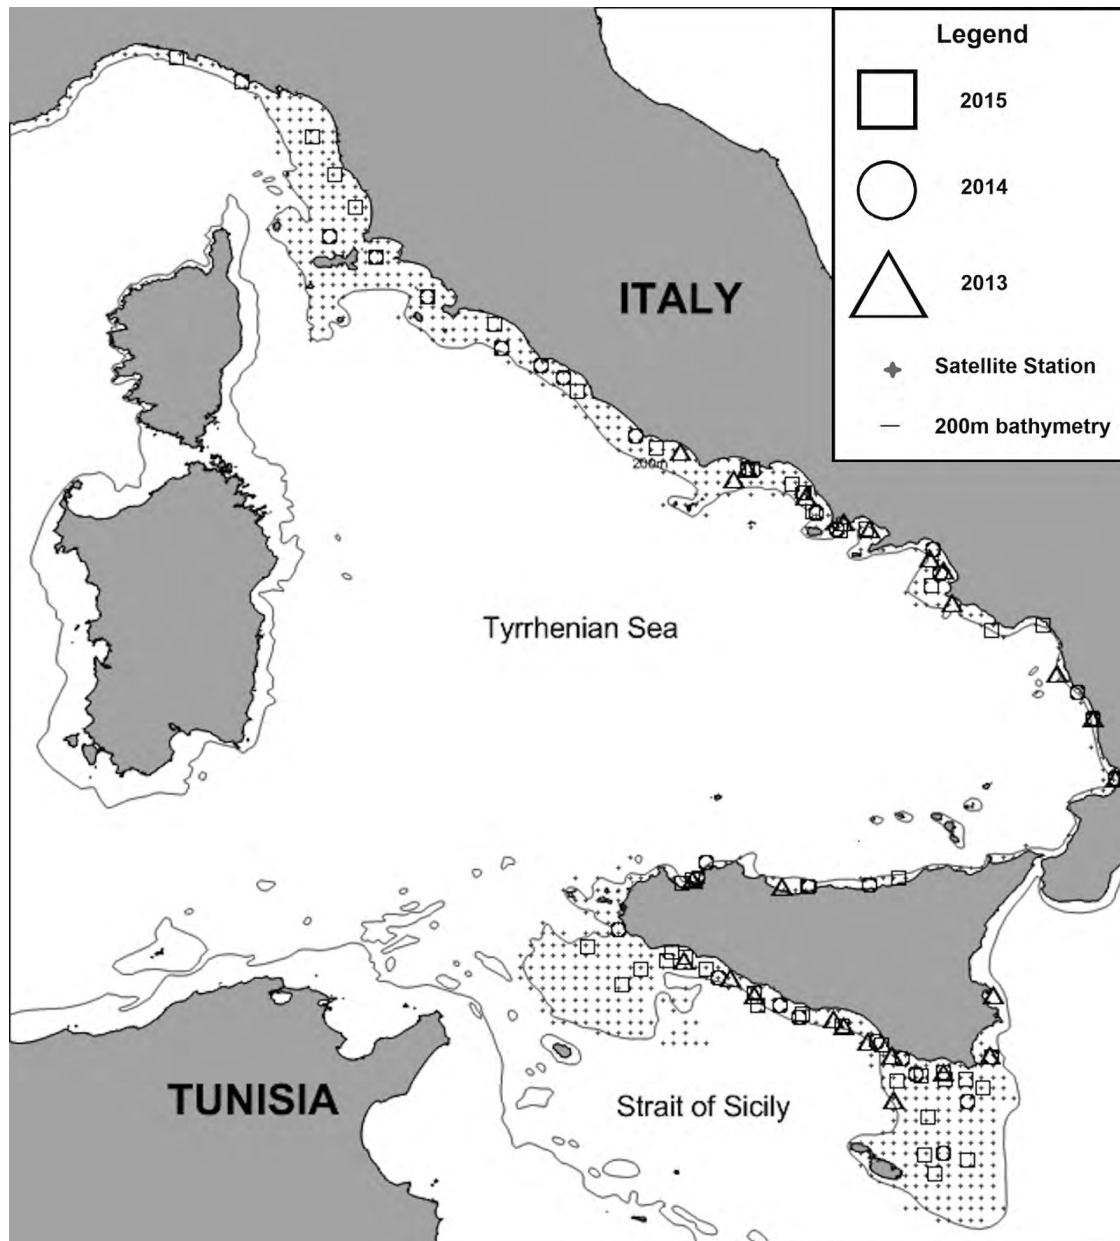 Legend
2015
2014
2013
Satellite Station
200m bathymetry
ITALY
200m
Tyrrhenian Sea
TUNISIA
Strait of Sicily